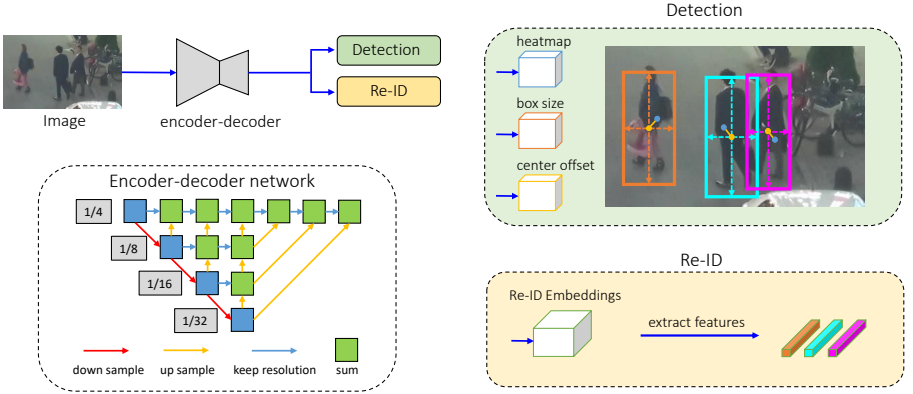 Image
encoder-decoder
Detection
Re-ID
Encoder-decoder network
1/4
1/8
1/16
1/32
down sample
up sample
keep resolution
sum
Detection
heatmap
box size
center offset
Re-ID
Re-ID Embeddings
extract features